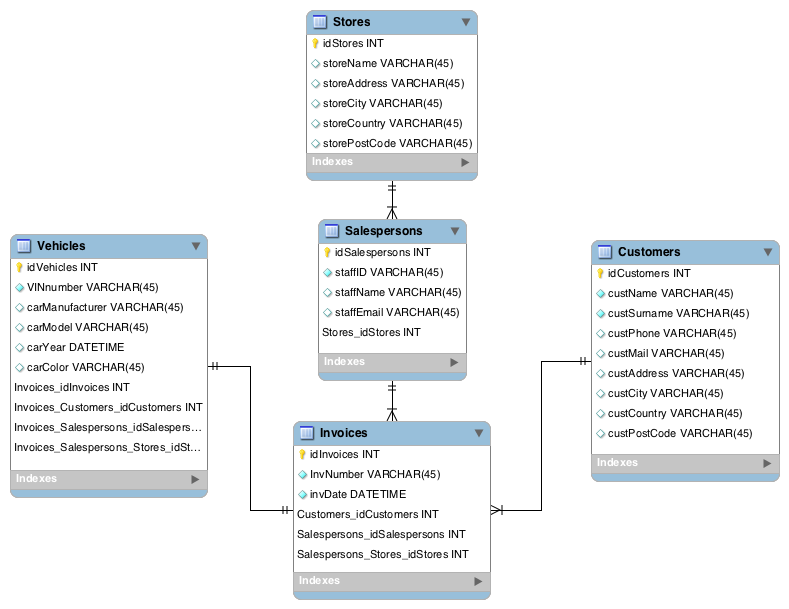 Stores
idStores INT
storeName VARCHAR(45)
storeAddress VARCHAR(45)
storeCity VARCHAR(45)
storeCountry VARCHAR(45)
storePostCode VARCHAR(45)
Indexes
Vehicles
idVehicles INT
VINnumber VARCHAR(45)
carManufacturer VARCHAR(45)
carModel VARCHAR(45)
carYear DATETIME
carColor VARCHAR(45)
Invoices_idInvoices INT
Invoices_Customers_idCustomers INT
Invoices_Salespersons_idSalespers...
Invoices_Salespersons_Stores_idSt...
Indexes
Salespersons
idSalespersons INT
staffID VARCHAR(45)
staffName VARCHAR(45)
staffEmail VARCHAR(45)
Stores_idStores INT
Indexes
Customers
idCustomers INT
custName VARCHAR(45)
custSurname VARCHAR(45)
custPhone VARCHAR(45)
custMail VARCHAR(45)
custAddress VARCHAR(45)
custCity VARCHAR(45)
custCountry VARCHAR(45)
custPostCode VARCHAR(45)
Indexes
Invoices
idInvoices INT
InvNumber VARCHAR(45)
invDate DATETIME
Customers_idCustomers INT
Salespersons_idSalespersons INT
Salespersons_Stores_idStores INT
Indexes